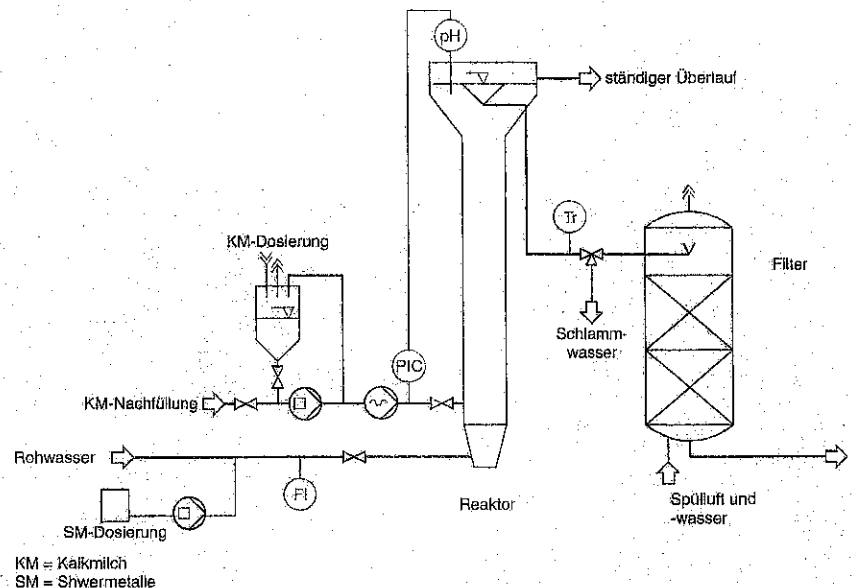 pH
ständiger Überlauf
KM-Dosierung
Tr
Filter
Schlamm-
wasser
PIC
KM-Nachfüllung
Rohwasser
FI
Reaktor
Spülluft und
-wasser
SM-Dosierung
KM = Kalkmilch
SM = Shwermetalle